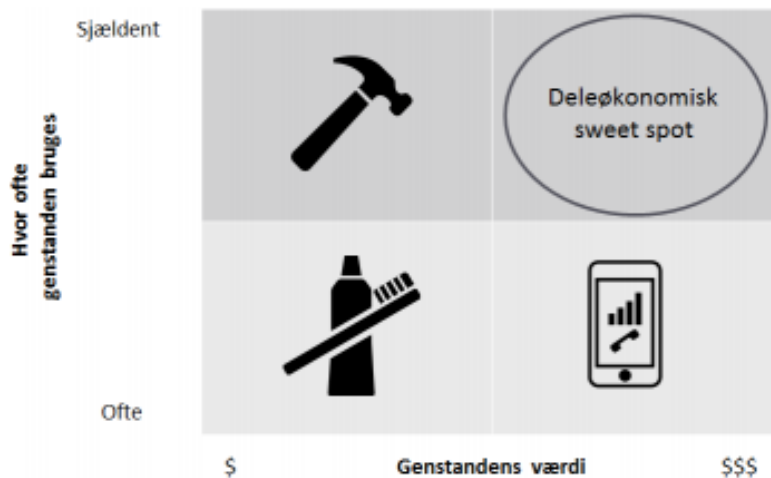 Sjældent
Deleøkonomisk
sweet spot
Hvor ofte
genstanden bruges
Ofte
$
Genstandens værdi
$$$